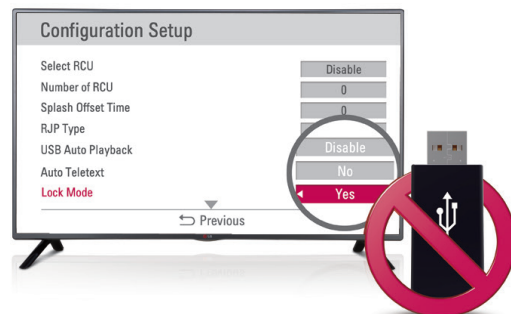 Configuration Setup
Select RCU Disable
Number of RCU 0
Splash Offset Time 0
RJP Type
USB Auto Playback Disable
Auto Teletext No
Lock Mode Yes
Previous